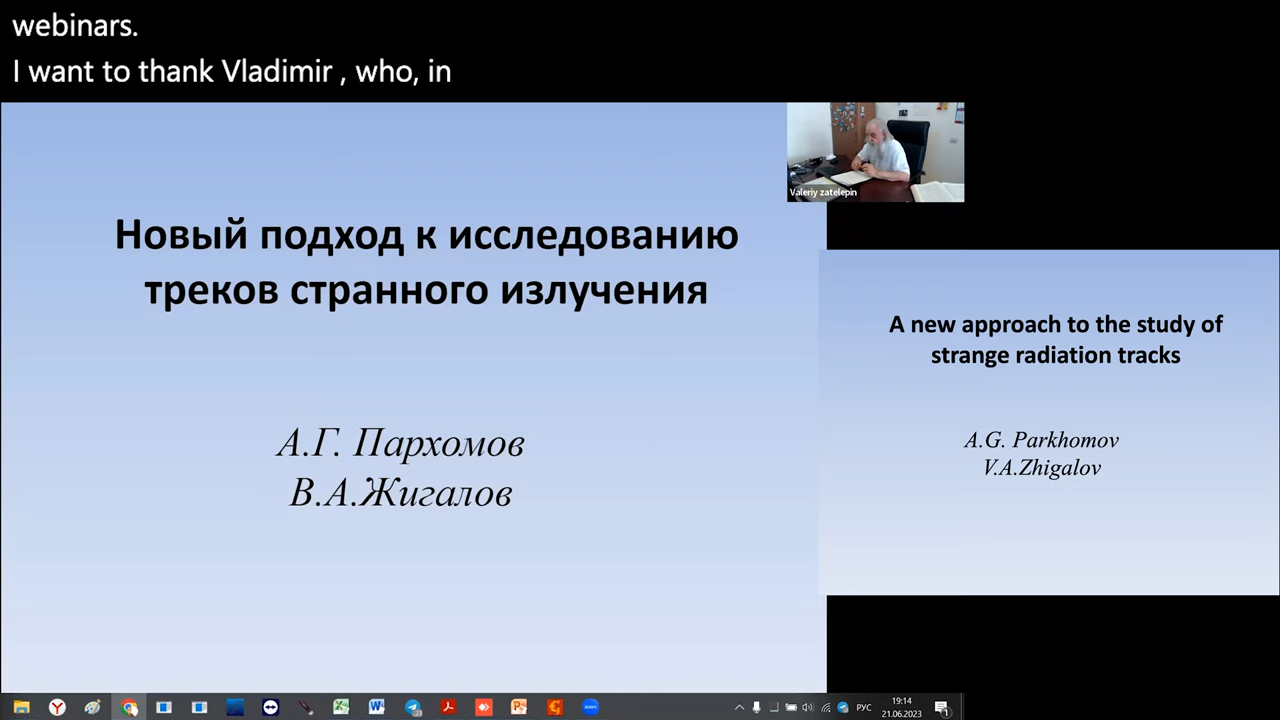 webinars.
I want to thank Vladimir , who, in
Valeriy zatelepin
Новый подход к исследованию
треков странного излучения
А.Г. Пархомов
В.А.Жигалов
A new approach to the study of
strange radiation tracks
A.G. Parkhomov
V.A.Zhigalov
РУС
19:14
21.06.2023